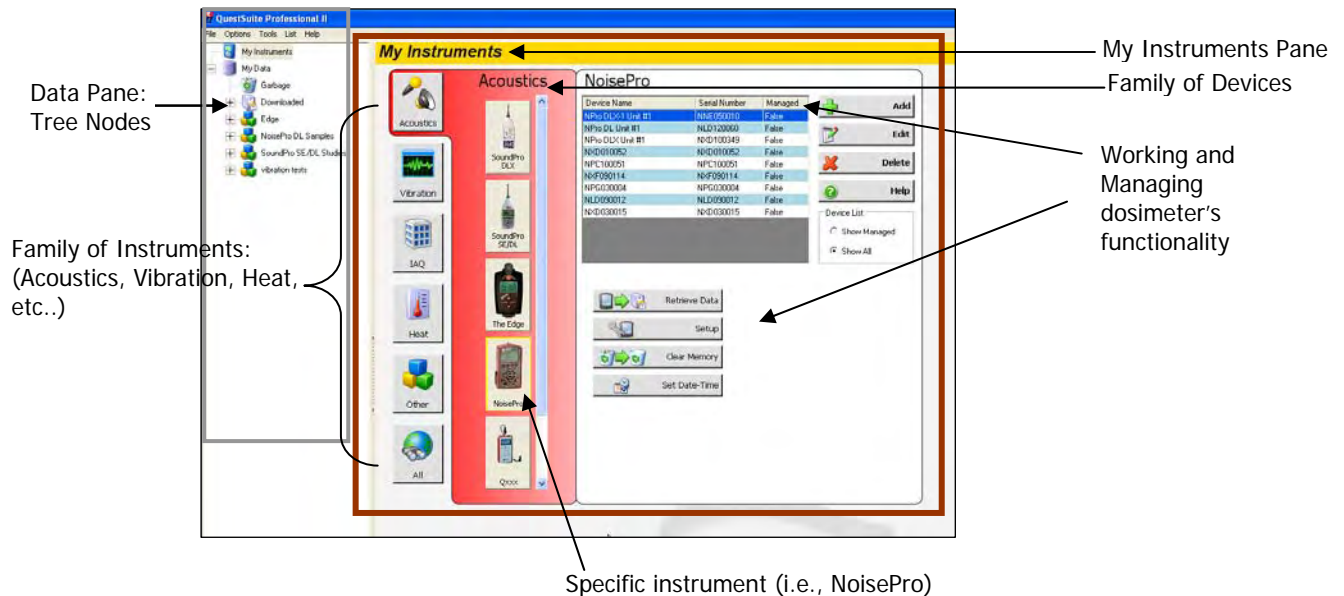 QuestSuite Professional II
File Options Tools List Help
My Instruments
My Data
Garbage
Downloaded
Edge
NoisePro DL Samples
SoundPro SE/DL Studies
vibration tests
Data Pane:
Tree Nodes
Family of Instruments:
(Acoustics, Vibration, Heat,
etc..)
My Instruments
Acoustics
Vibration
IAQ
Heat
Other
All
Acoustics
SoundPro
DLX
SoundPro
SE/DL
The Edge
NoisePro
Qxxx
NoisePro
Device Name Serial Number Managed
NPro DLX-1 Unit #1 NNE050010 False
NPro DL Unit #1 NLD120060 False
NPro DLX Unit #1 NXD100349 False
NXD010052 NXD010052 False
NPC100051 NPC100051 False
NXF090114 NXF090114 False
NPG030004 NPG030004 False
NLD090012 NLD090012 False
NXD030015 NXD030015 False
Add
Edit
Delete
Help
Device List
Show Managed
Show All
Retrieve Data
Setup
Clear Memory
Set Date-Time
My Instruments Pane
Family of Devices
Working and
Managing
dosimeter's
functionality
Specific instrument (i.e., NoisePro)